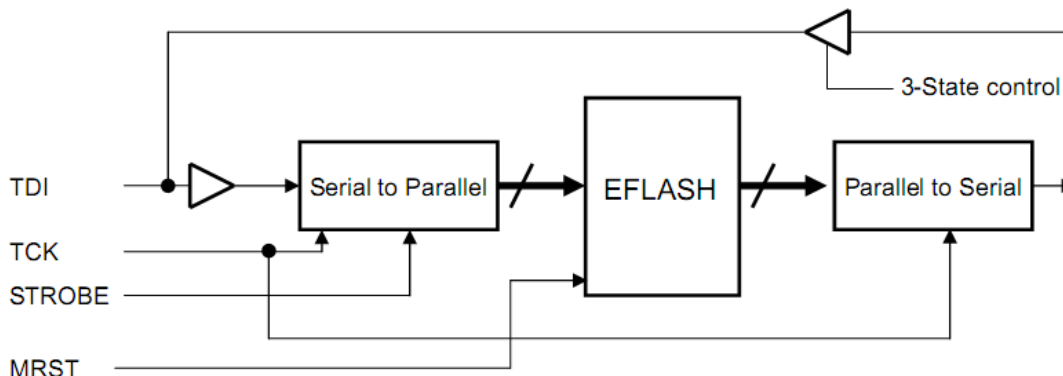 3-State control
TDI
Serial to Parallel
EFLASH
Parallel to Serial
TCK
STROBE
MRST